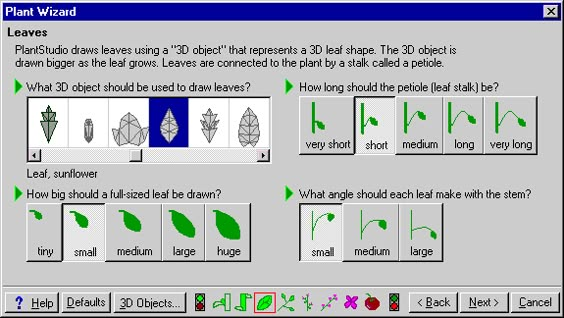 Plant Wizard
Leaves
PlantStudio draws leaves using a "3D object" that represents a 3D leaf shape. The 3D object is
drawn bigger as the leaf grows. Leaves are connected to the plant by a stalk called a petiole.
What 3D object should be used to draw leaves?
Leaf, sunflower
How long should the petiole (leaf stalk) be?
very short short medium long very long
How big should a full-sized leaf be drawn?
tiny small medium large huge
What angle should each leaf make with the stem?
small medium large
? Help Defaults 3D Objects... < Back Next > Cancel